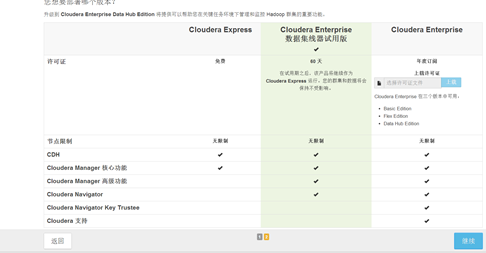 您想要部署哪个版本?
升级到 Cloudera Enterprise Data Hub Edition 将提供可以帮助您在关键任务环境下管理和监控 Hadoop 群集的重要功能。
Cloudera Express
Cloudera Enterprise
数据集线器试用版
Cloudera Enterprise
许可证
免费
60 天
在试用期之后，该产品将继续作为
Cloudera Express 运行。您的群集和数据将会
保持不受影响。
年度订阅
上载许可证
选择许可证文件
上载
Cloudera Enterprise 在三个版本中可用:
Basic Edition
Flex Edition
Data Hub Edition
节点限制
无限制
无限制
无限制
CDH
Cloudera Manager 核心功能
Cloudera Manager 高级功能
Cloudera Navigator
Cloudera Navigator Key Trustee
Cloudera 支持
返回
1 2
继续